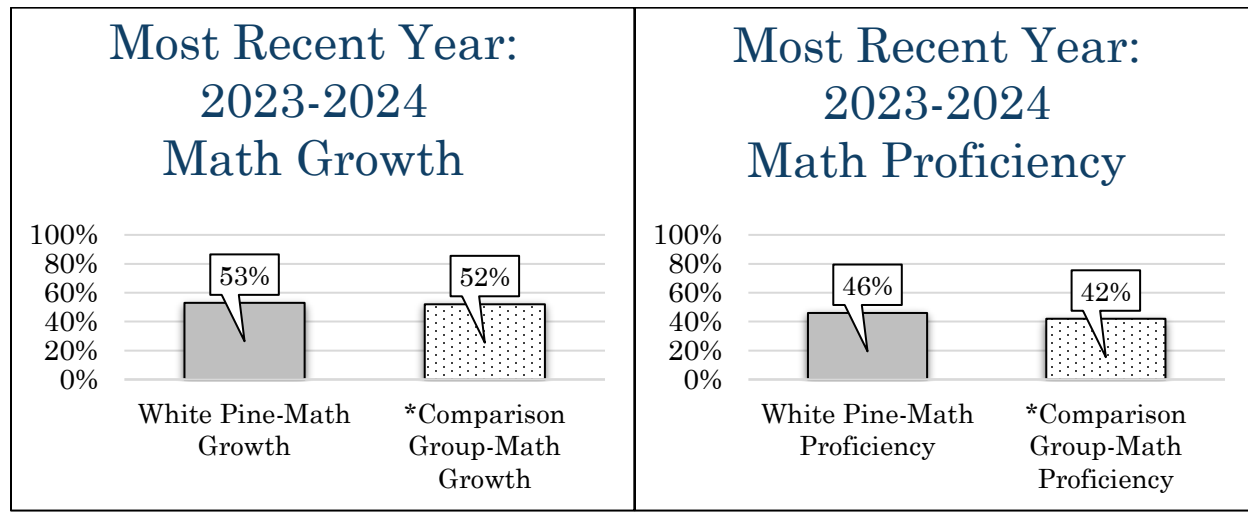 Most Recent Year:
2023-2024
Math Growth
100%
80%
60%
40%
20%
0%
53%
52%
White Pine-Math
Growth
*Comparison
Group-Math
Growth
Most Recent Year:
2023-2024
Math Proficiency
100%
80%
60%
40%
20%
0%
46%
42%
White Pine-Math
Proficiency
*Comparison
Group-Math
Proficiency